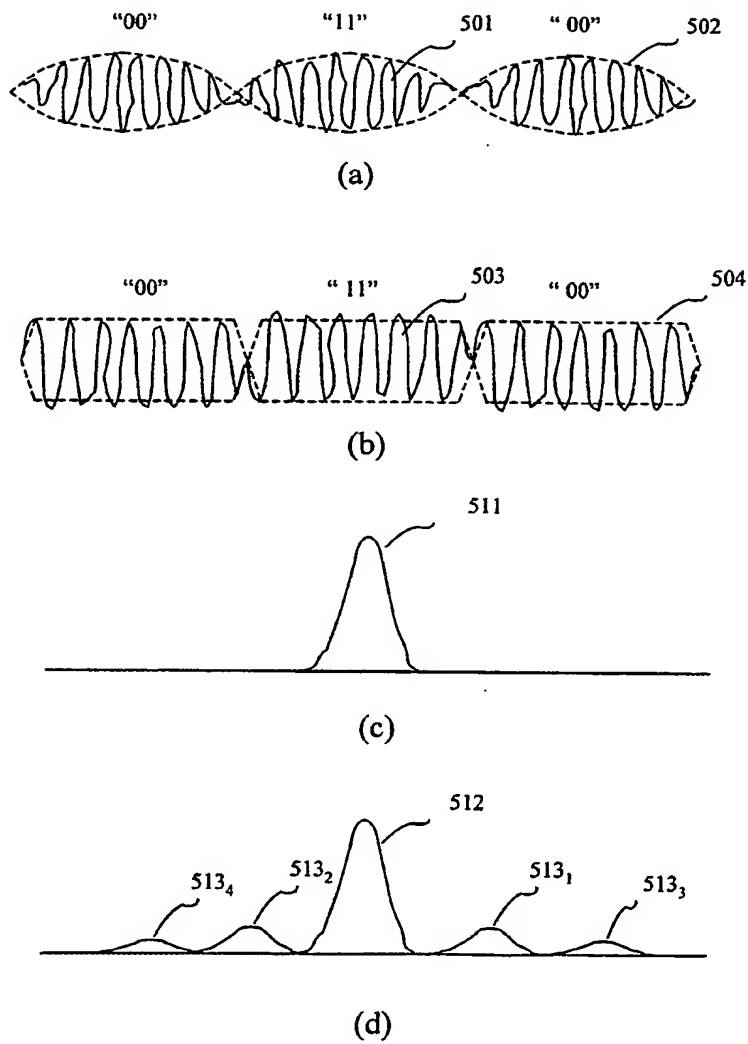 “00” “11” “ 00” 501 502
(a)
“00” “ 11” 503 “ 00” 504
(b)
511
(c)
512
513₄ 513₂ 513₁ 513₃
(d)